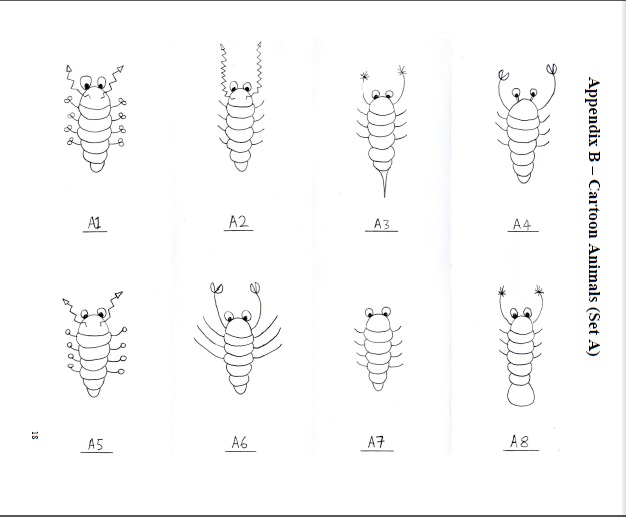 Appendix B – Cartoon Animals (Set A)
A1
A2
A3
A4
A5
A6
A7
A8
18